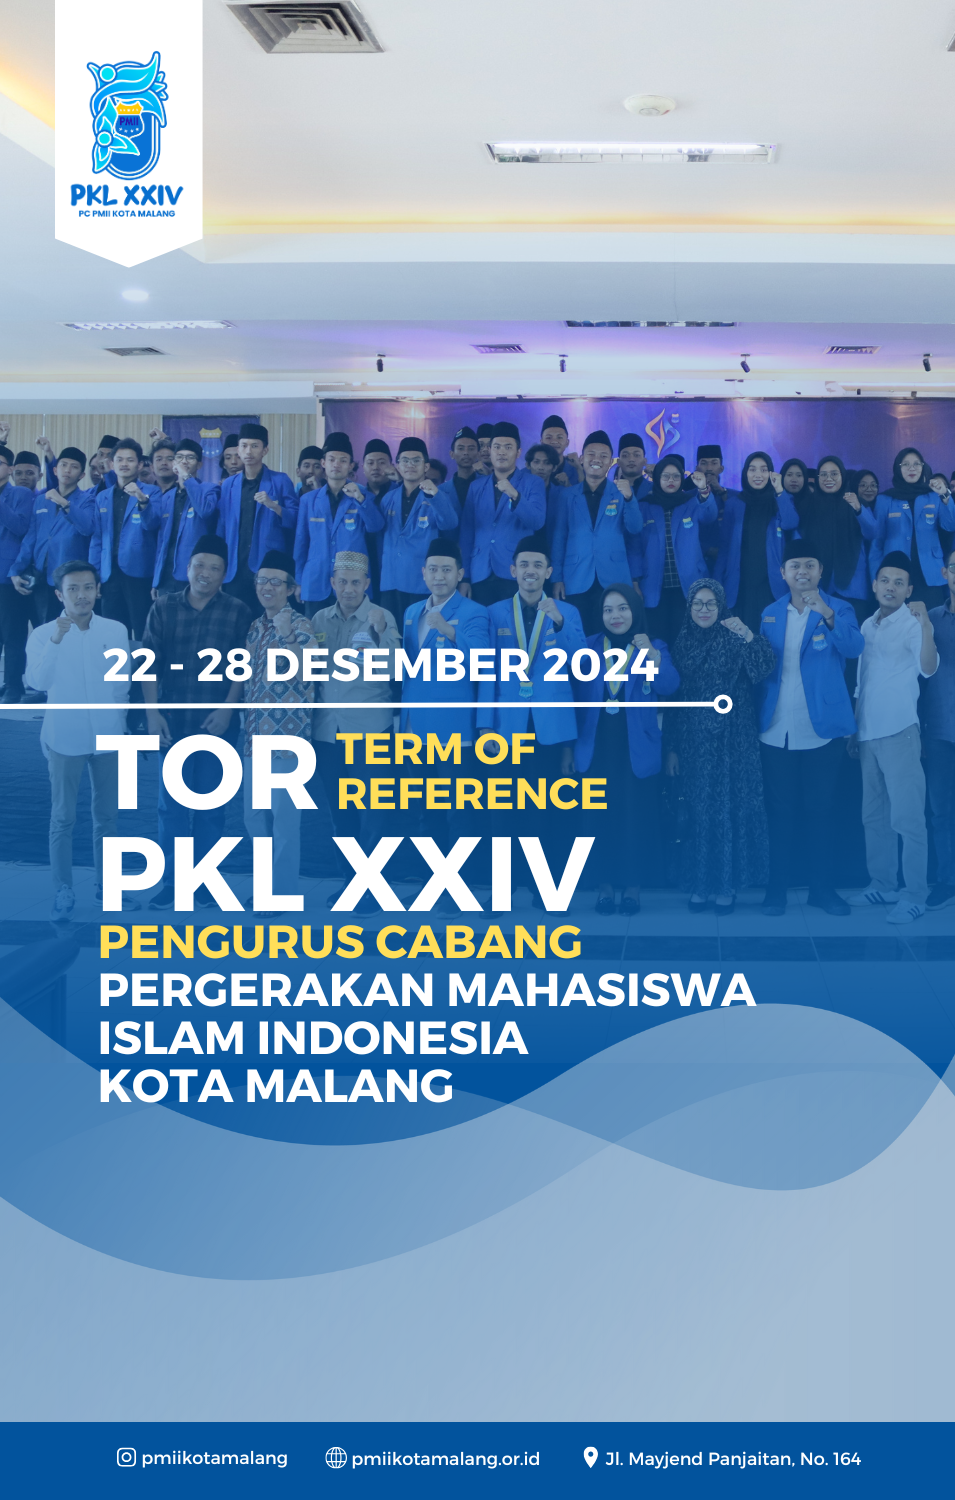 PMII
PKL XXIV
PC PMII KOTA MALANG
22 - 28 DESEMBER 2024
TOR
TERM OF
REFERENCE
PKL XXIV
PENGURUS CABANG
PERGERAKAN MAHASISWA
ISLAM INDONESIA
KOTA MALANG
pmiikotamalang
pmiikotamalang.or.id
Jl. Mayjend Panjaitan, No. 164